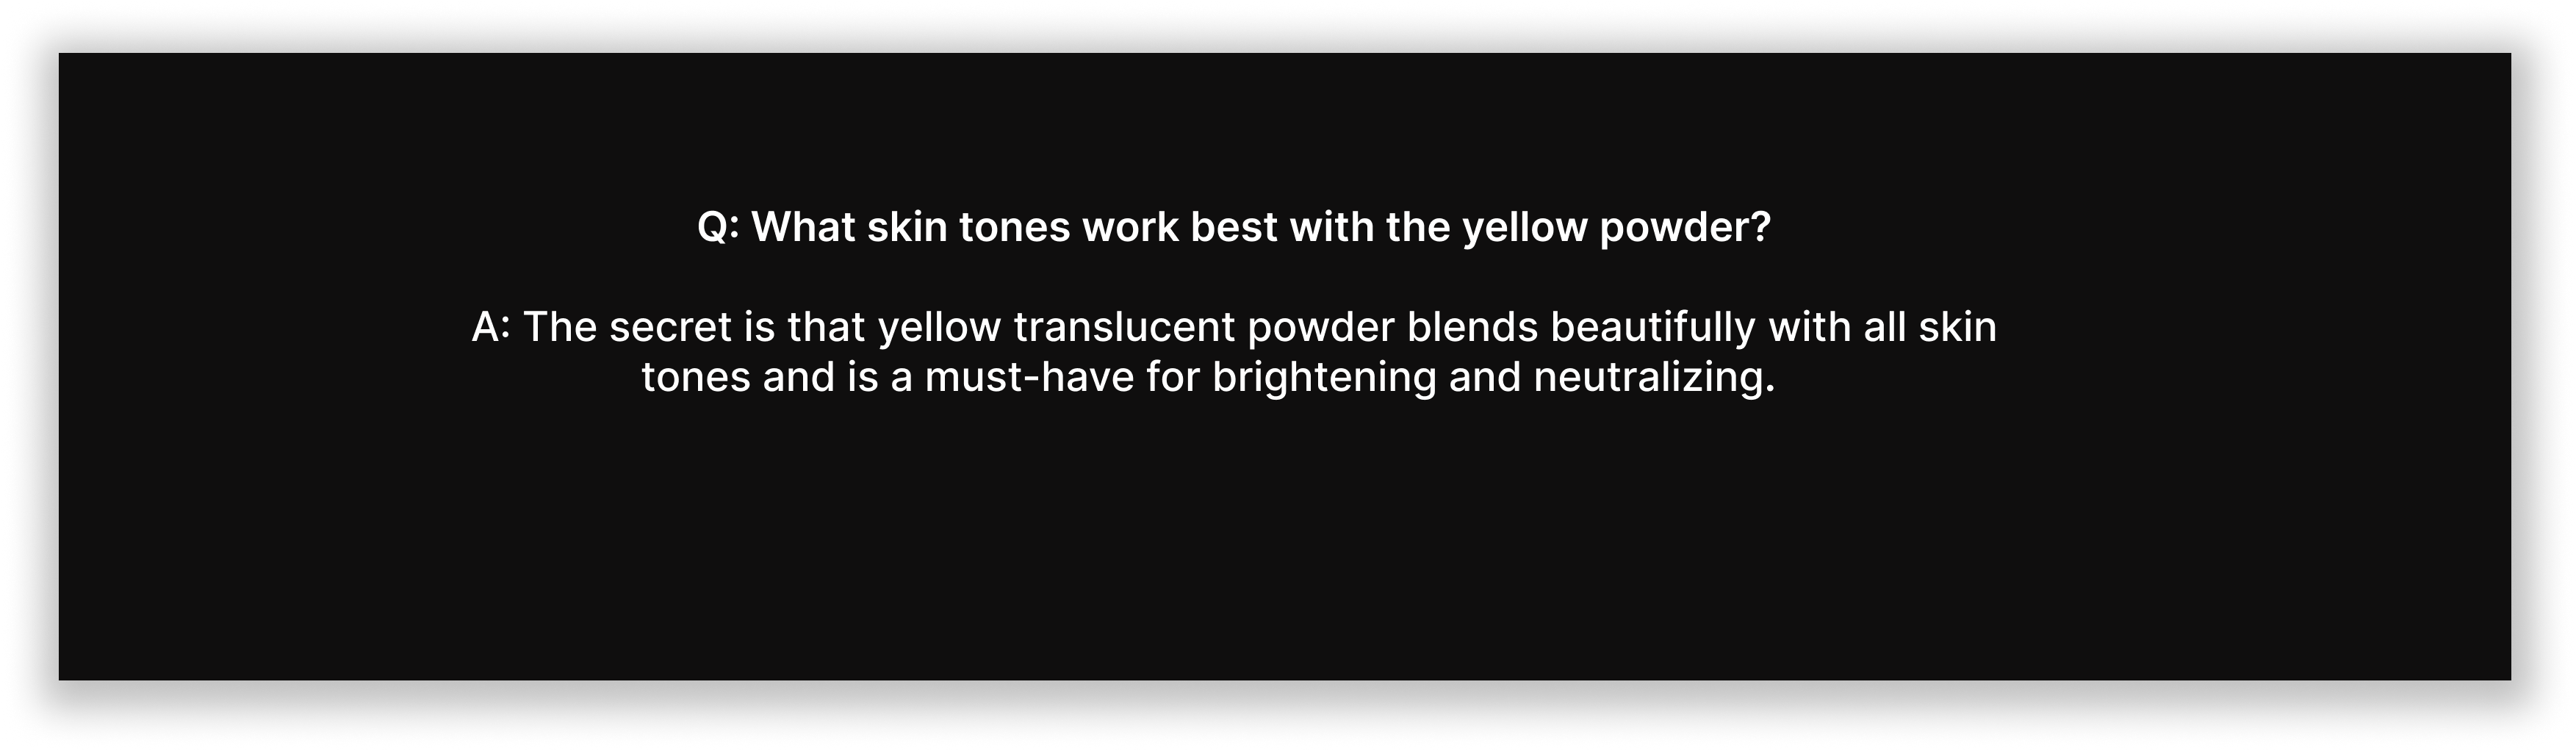 Q: What skin tones work best with the yellow powder?
A: The secret is that yellow translucent powder blends beautifully with all skin
tones and is a must-have for brightening and neutralizing.